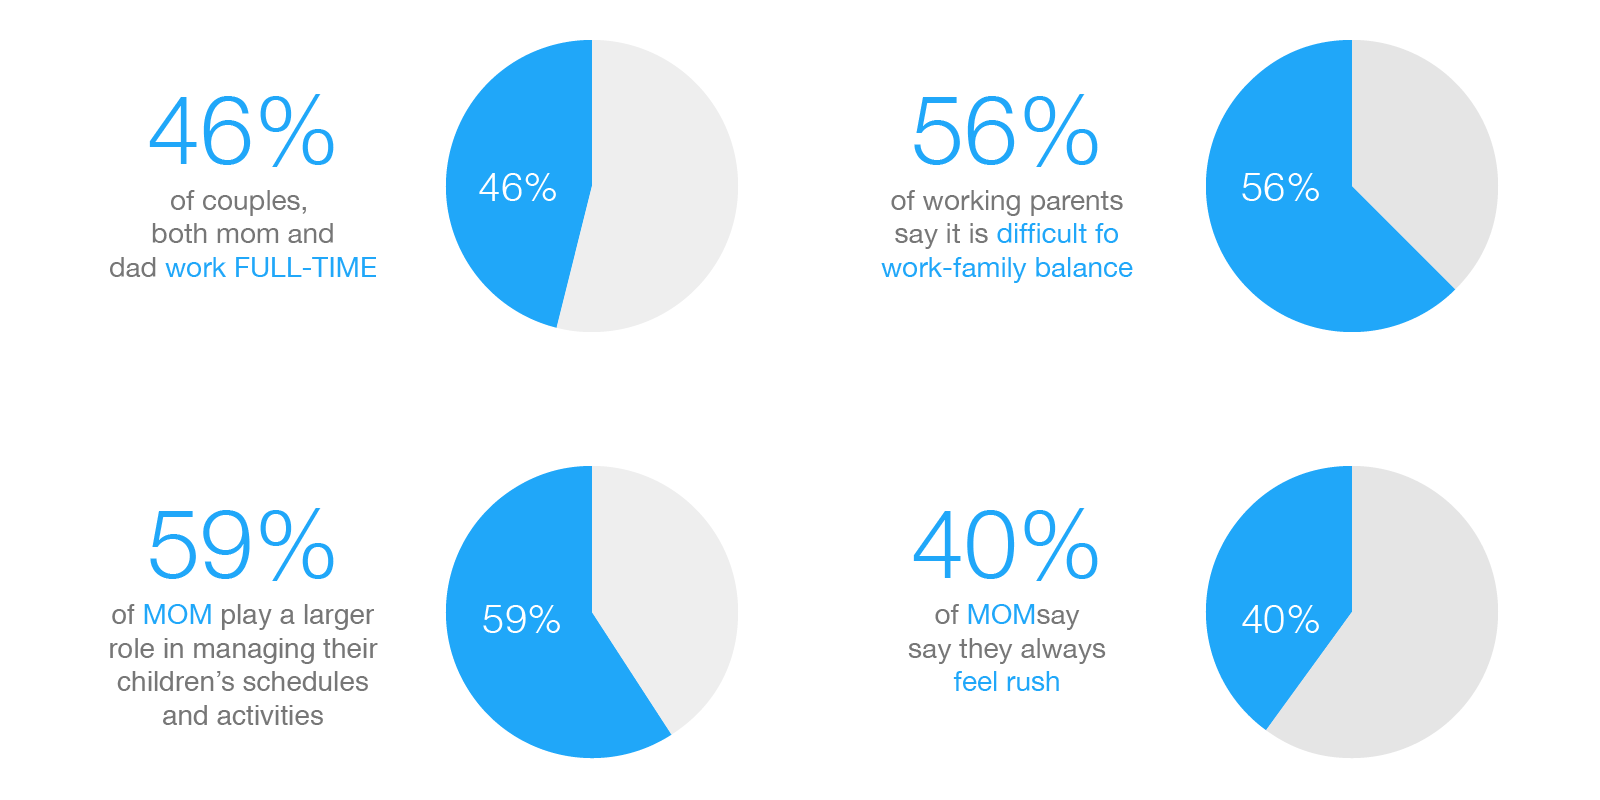 46%
of couples,
both mom and
dad work FULL-TIME
46%
56%
of working parents
say it is difficult fo
work-family balance
56%
59%
of MOM play a larger
role in managing their
children’s schedules
and activities
59%
40%
of MOMsay
say they always
feel rush
40%